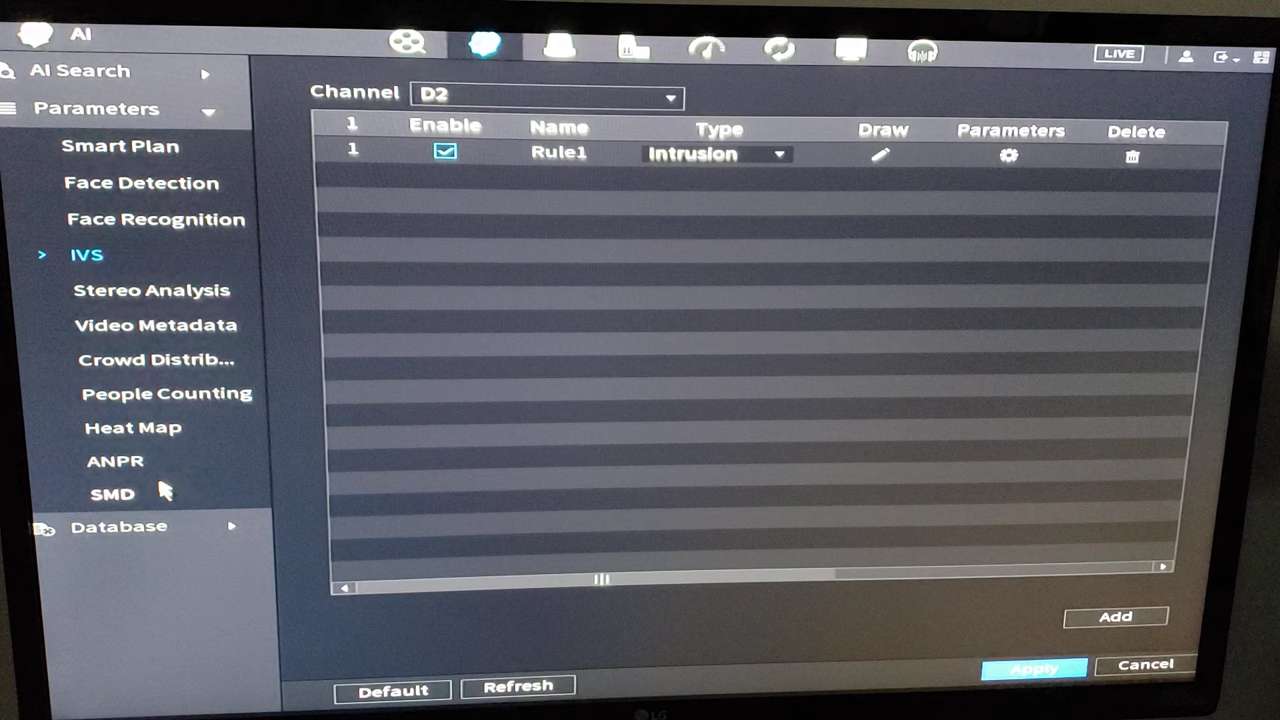 AI
LIVE
AI Search
Parameters
Smart Plan
Face Detection
Face Recognition
> IVS
Stereo Analysis
Video Metadata
Crowd Distrib...
People Counting
Heat Map
ANPR
SMD
Database
Channel D2
1 Enable Name Type Draw Parameters Delete
1 Rule1 Intrusion
Add
Default Refresh Apply Cancel
LG